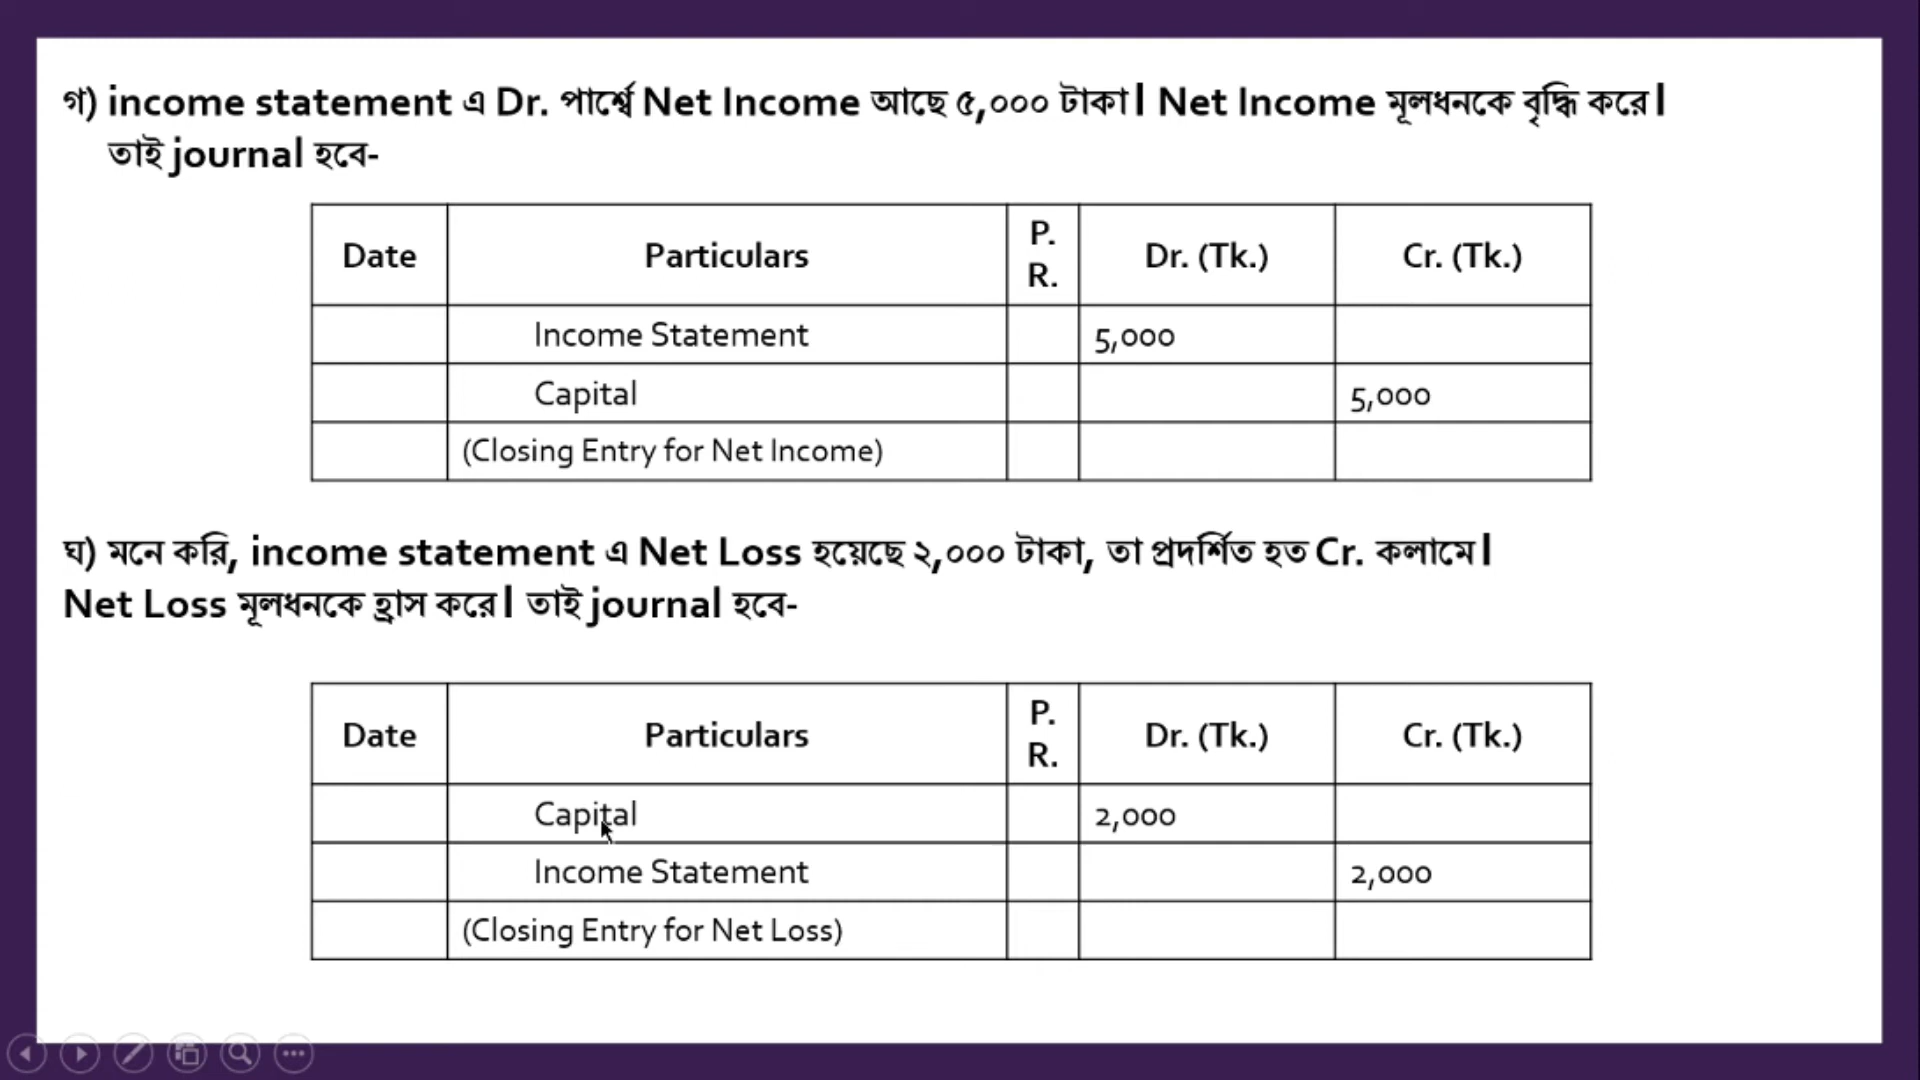 গ) income statement এ Dr. পার্শ্বে Net Income আছে ৫,০০০ টাকা। Net Income মূলধনকে বৃদ্ধি করে।
তাই journal হবে-
Date Particulars P. R. Dr. (Tk.) Cr. (Tk.)
Income Statement 5,000
Capital 5,000
(Closing Entry for Net Income)
ঘ) মনে করি, income statement এ Net Loss হয়েছে ২,০০০ টাকা, তা প্রদর্শিত হত Cr. কলামে।
Net Loss মূলধনকে হ্রাস করে। তাই journal হবে-
Date Particulars P. R. Dr. (Tk.) Cr. (Tk.)
Capital 2,000
Income Statement 2,000
(Closing Entry for Net Loss)